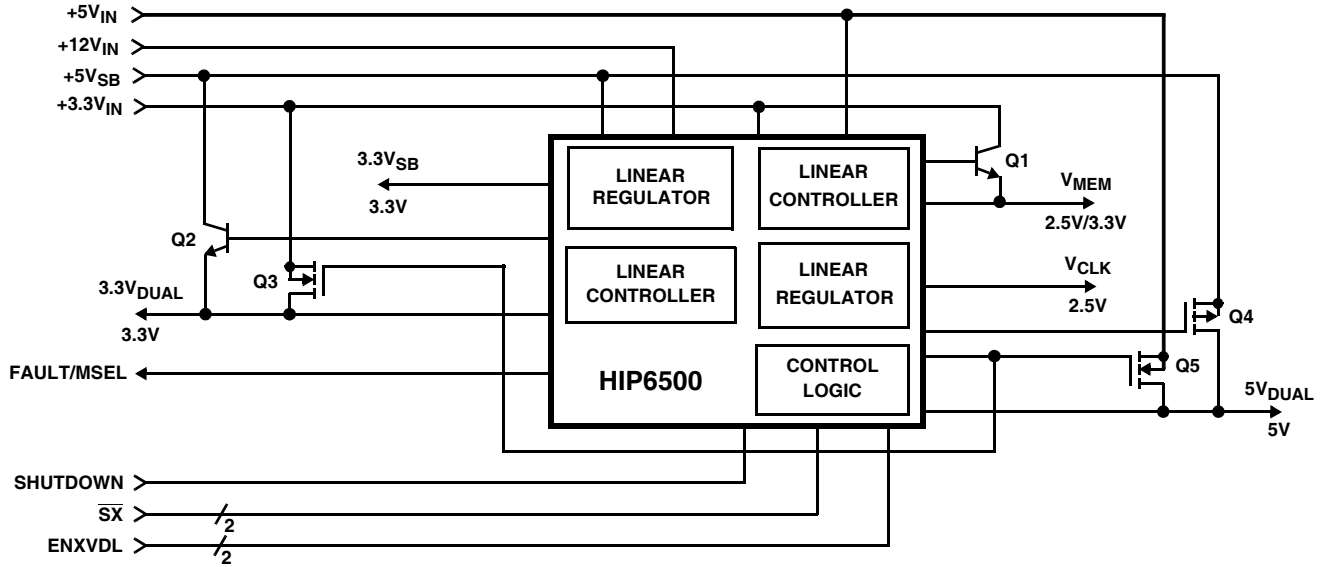 +5VIN
+12VIN
+5VSB
+3.3VIN
3.3VSB
3.3V
LINEAR
REGULATOR
LINEAR
CONTROLLER
Q1
VMEM
2.5V/3.3V
Q2
Q3
LINEAR
CONTROLLER
LINEAR
REGULATOR
VCLK
2.5V
3.3VDUAL
3.3V
Q4
FAULT/MSEL
HIP6500
CONTROL
LOGIC
Q5
5VDUAL
5V
SHUTDOWN
SX
2
ENXVDL
2